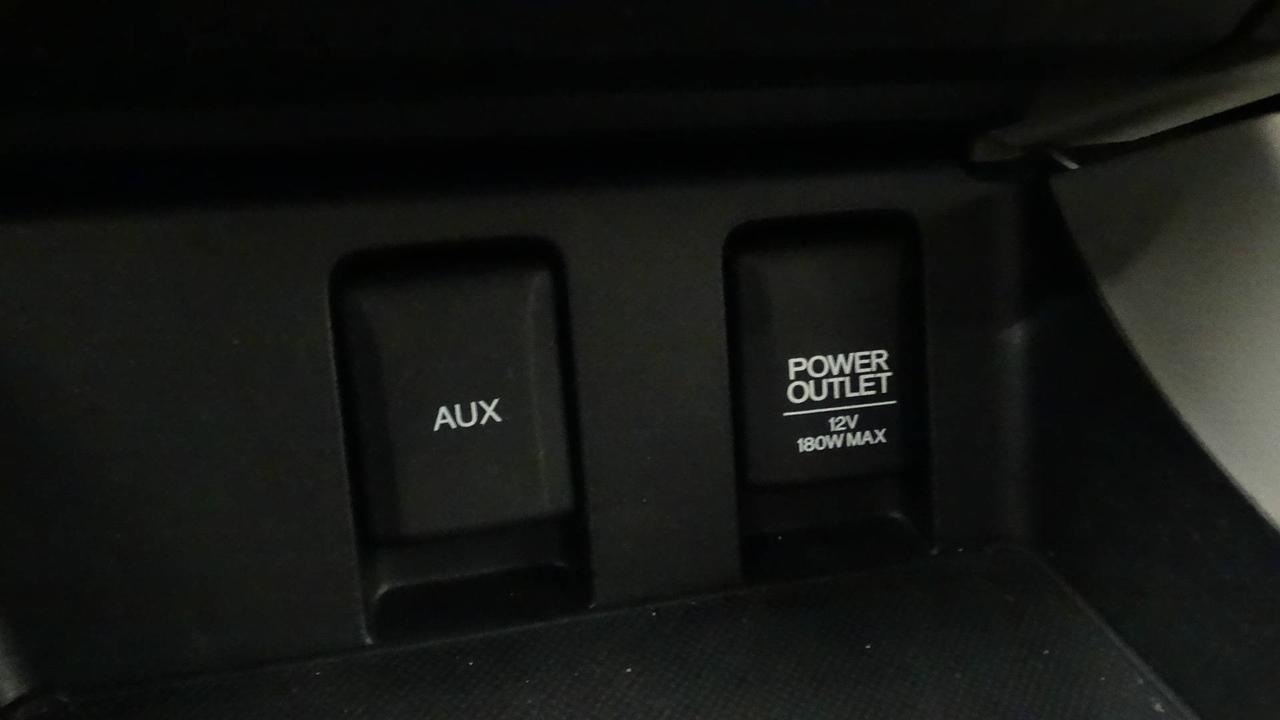 AUX
POWER
OUTLET
12V
180W MAX